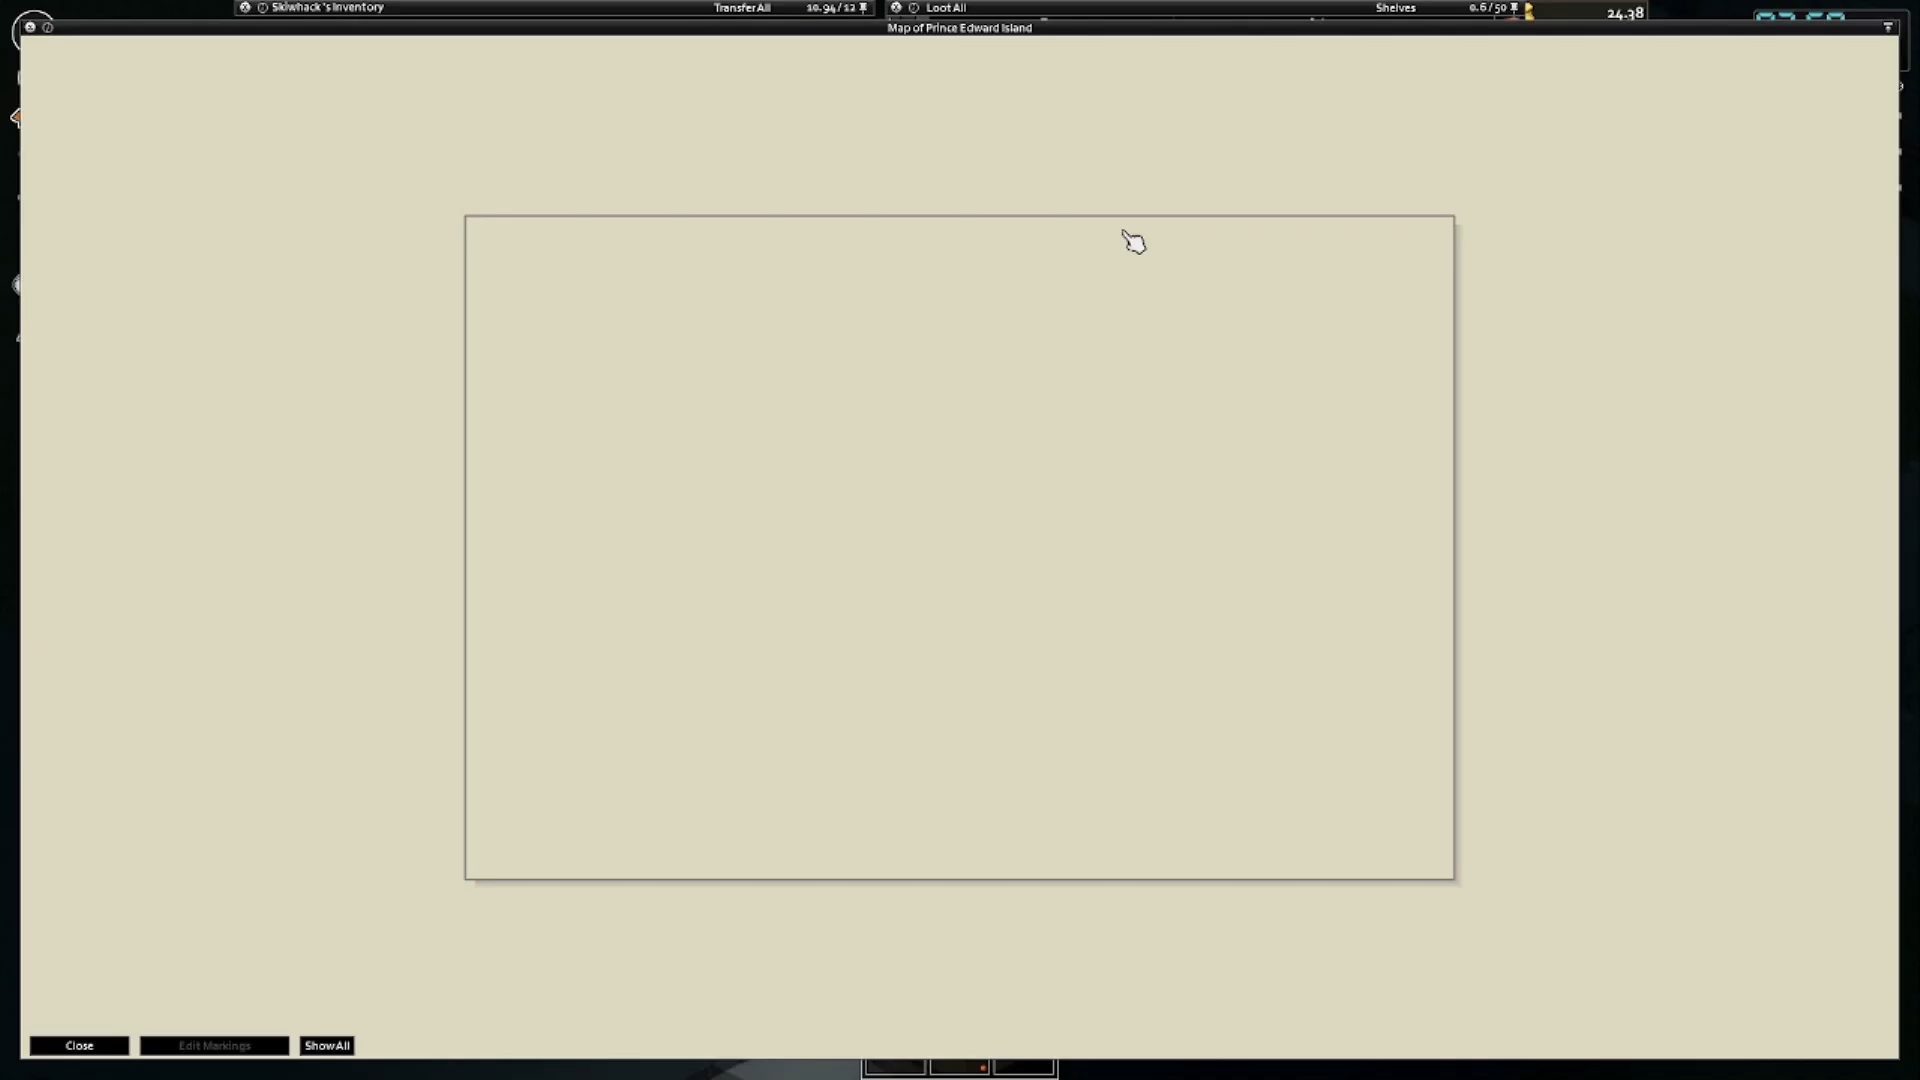 Skiwhack 's Inventory Transfer All 10.94 / 12 Loot All Shelves 0.6 / 50 24.38
Map of Prince Edward Island
Close Edit Markings Show All